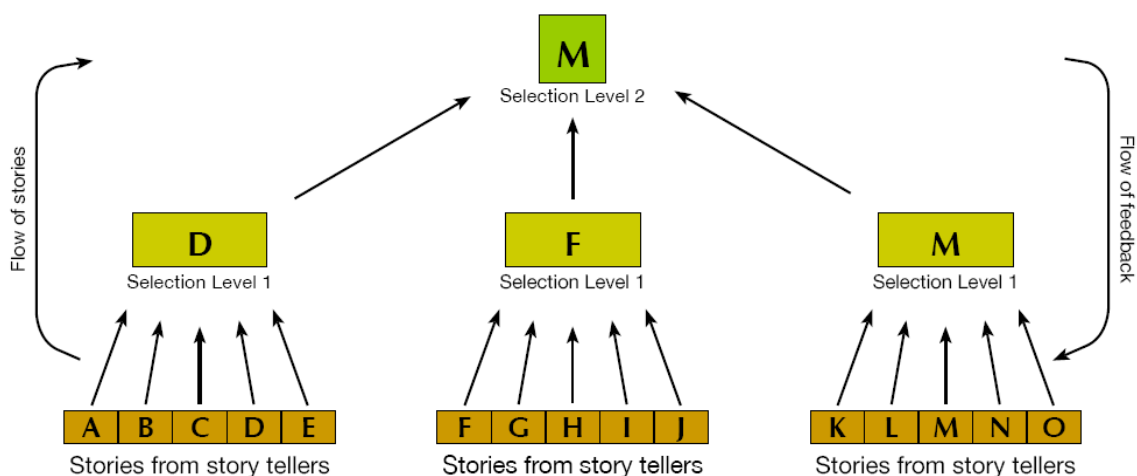 M
Selection Level 2
Flow of stories
Flow of feedback
D
F
M
Selection Level 1
Selection Level 1
Selection Level 1
A B C D E
F G H I J
K L M N O
Stories from story tellers
Stories from story tellers
Stories from story tellers